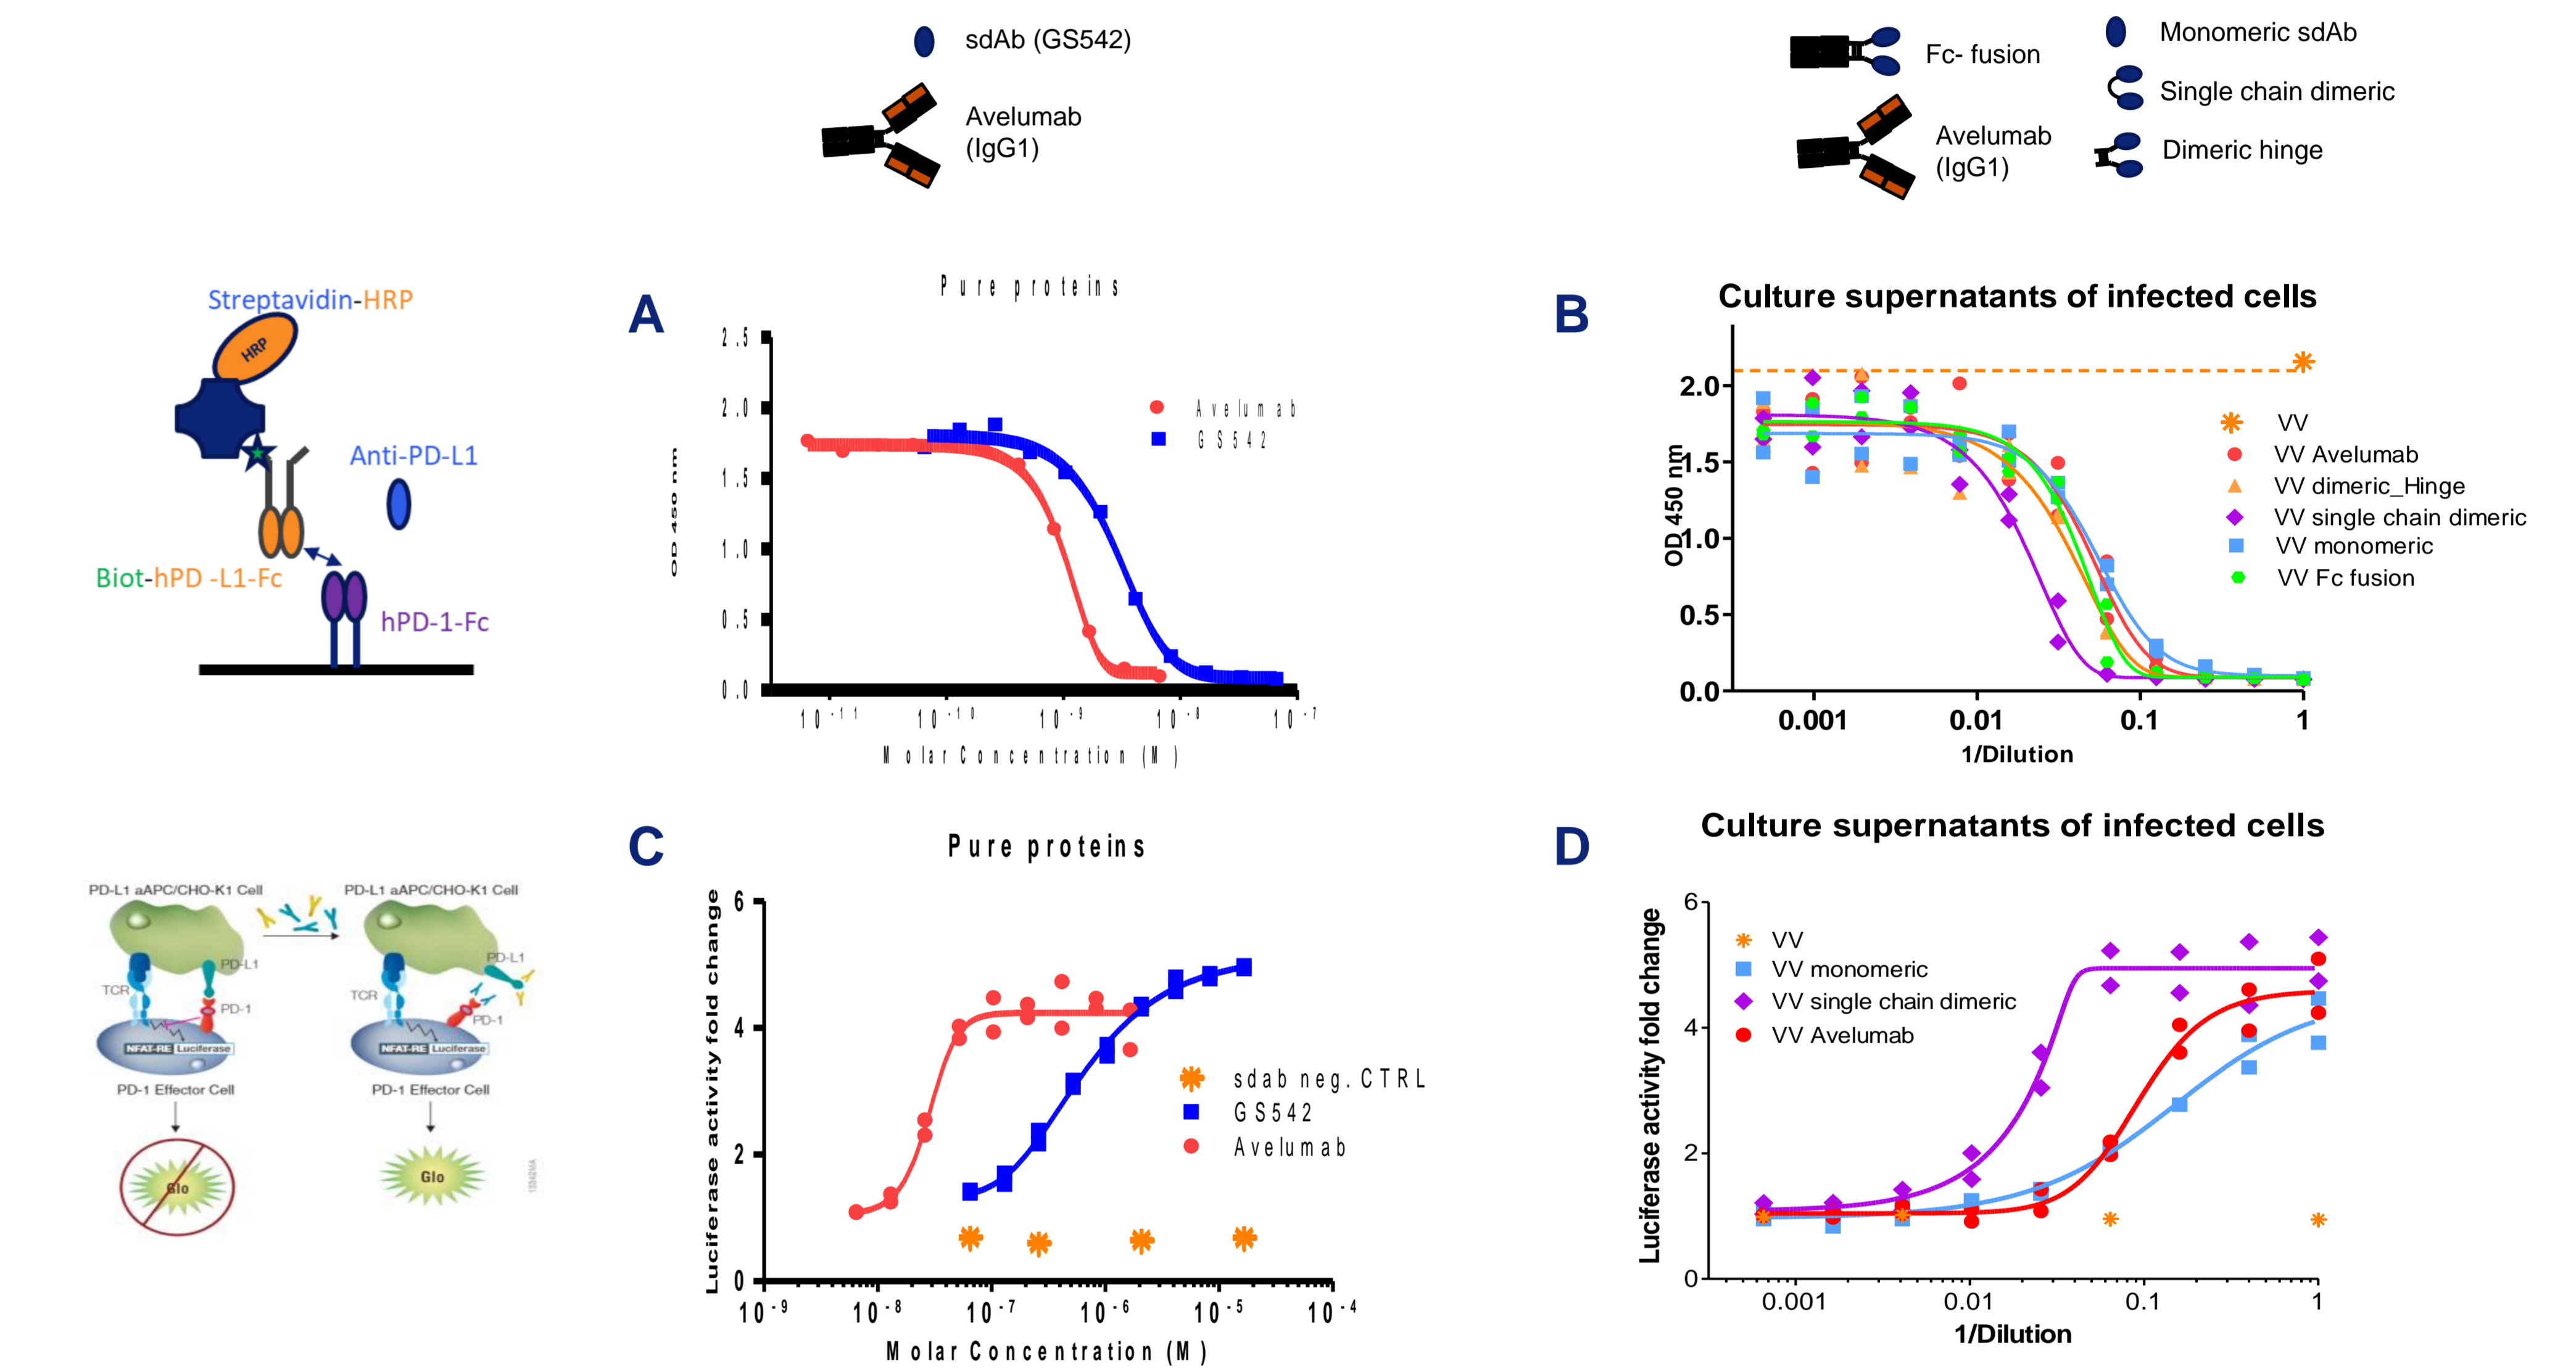 sdAb (GS542)
Avelumab
(IgG1)
Fc- fusion
Avelumab
(IgG1)
Monomeric sdAb
Single chain dimeric
Dimeric hinge
Streptavidin-HRP
HRP
Anti-PD-L1
Biot-hPD -L1-Fc
hPD-1-Fc
A
Pure proteins
2.5
2.0
1.5
1.0
0.5
0.0
OD 450 nm
Avelumab
GS542
10-11
10-10
10-9
10-8
10-7
Molar Concentration (M)
B
Culture supernatants of infected cells
2.0
1.5
1.0
0.5
0.0
OD 450 nm
VV
VV Avelumab
VV dimeric_Hinge
VV single chain dimeric
VV monomeric
VV Fc fusion
0.001
0.01
0.1
1
1/Dilution
PD-L1 aAPC/CHO-K1 Cell
PD-L1 aAPC/CHO-K1 Cell
PD-L1
TCR
PD-1
NFAT-RE Luciferase
PD-1 Effector Cell
Glo
PD-L1
TCR
PD-1
NFAT-RE Luciferase
PD-1 Effector Cell
Glo
13342MA
C
Pure proteins
6
4
2
0
Luciferase activity fold change
sdab neg. CTRL
GS542
Avelumab
10-9
10-8
10-7
10-6
10-5
10-4
Molar Concentration (M)
D
Culture supernatants of infected cells
6
4
2
0
Luciferase activity fold change
VV
VV monomeric
VV single chain dimeric
VV Avelumab
0.001
0.01
0.1
1
1/Dilution